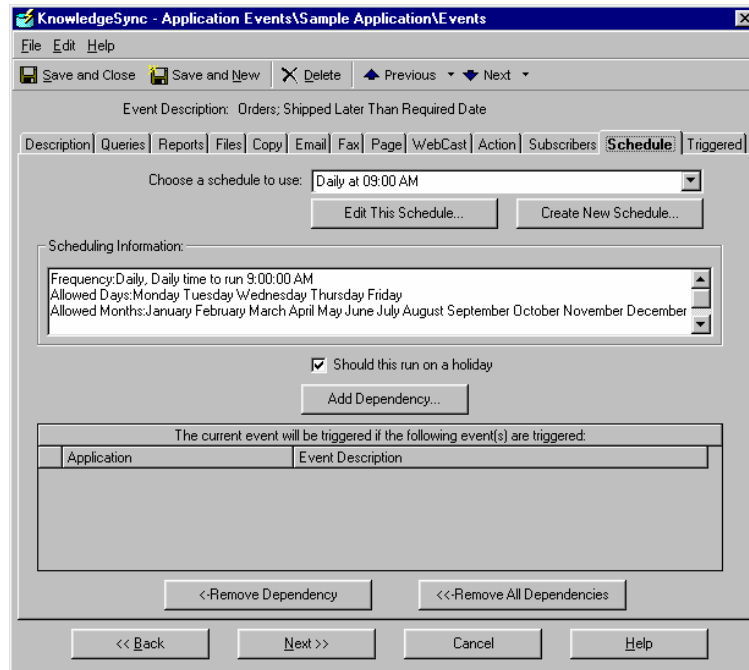 KnowledgeSync - Application Events\Sample Application\Events
File Edit Help
Save and Close Save and New Delete Previous Next
Event Description: Orders; Shipped Later Than Required Date
Description Queries Reports Files Copy Email Fax Page WebCast Action Subscribers Schedule Triggered
Choose a schedule to use: Daily at 09:00 AM
Edit This Schedule... Create New Schedule...
Scheduling Information:
Frequency:Daily, Daily time to run 9:00:00 AM
Allowed Days:Monday Tuesday Wednesday Thursday Friday
Allowed Months:January February March April May June July August September October November December
Should this run on a holiday
Add Dependency...
The current event will be triggered if the following event(s) are triggered:
Application Event Description
<-Remove Dependency <<-Remove All Dependencies
<< Back Next >> Cancel Help